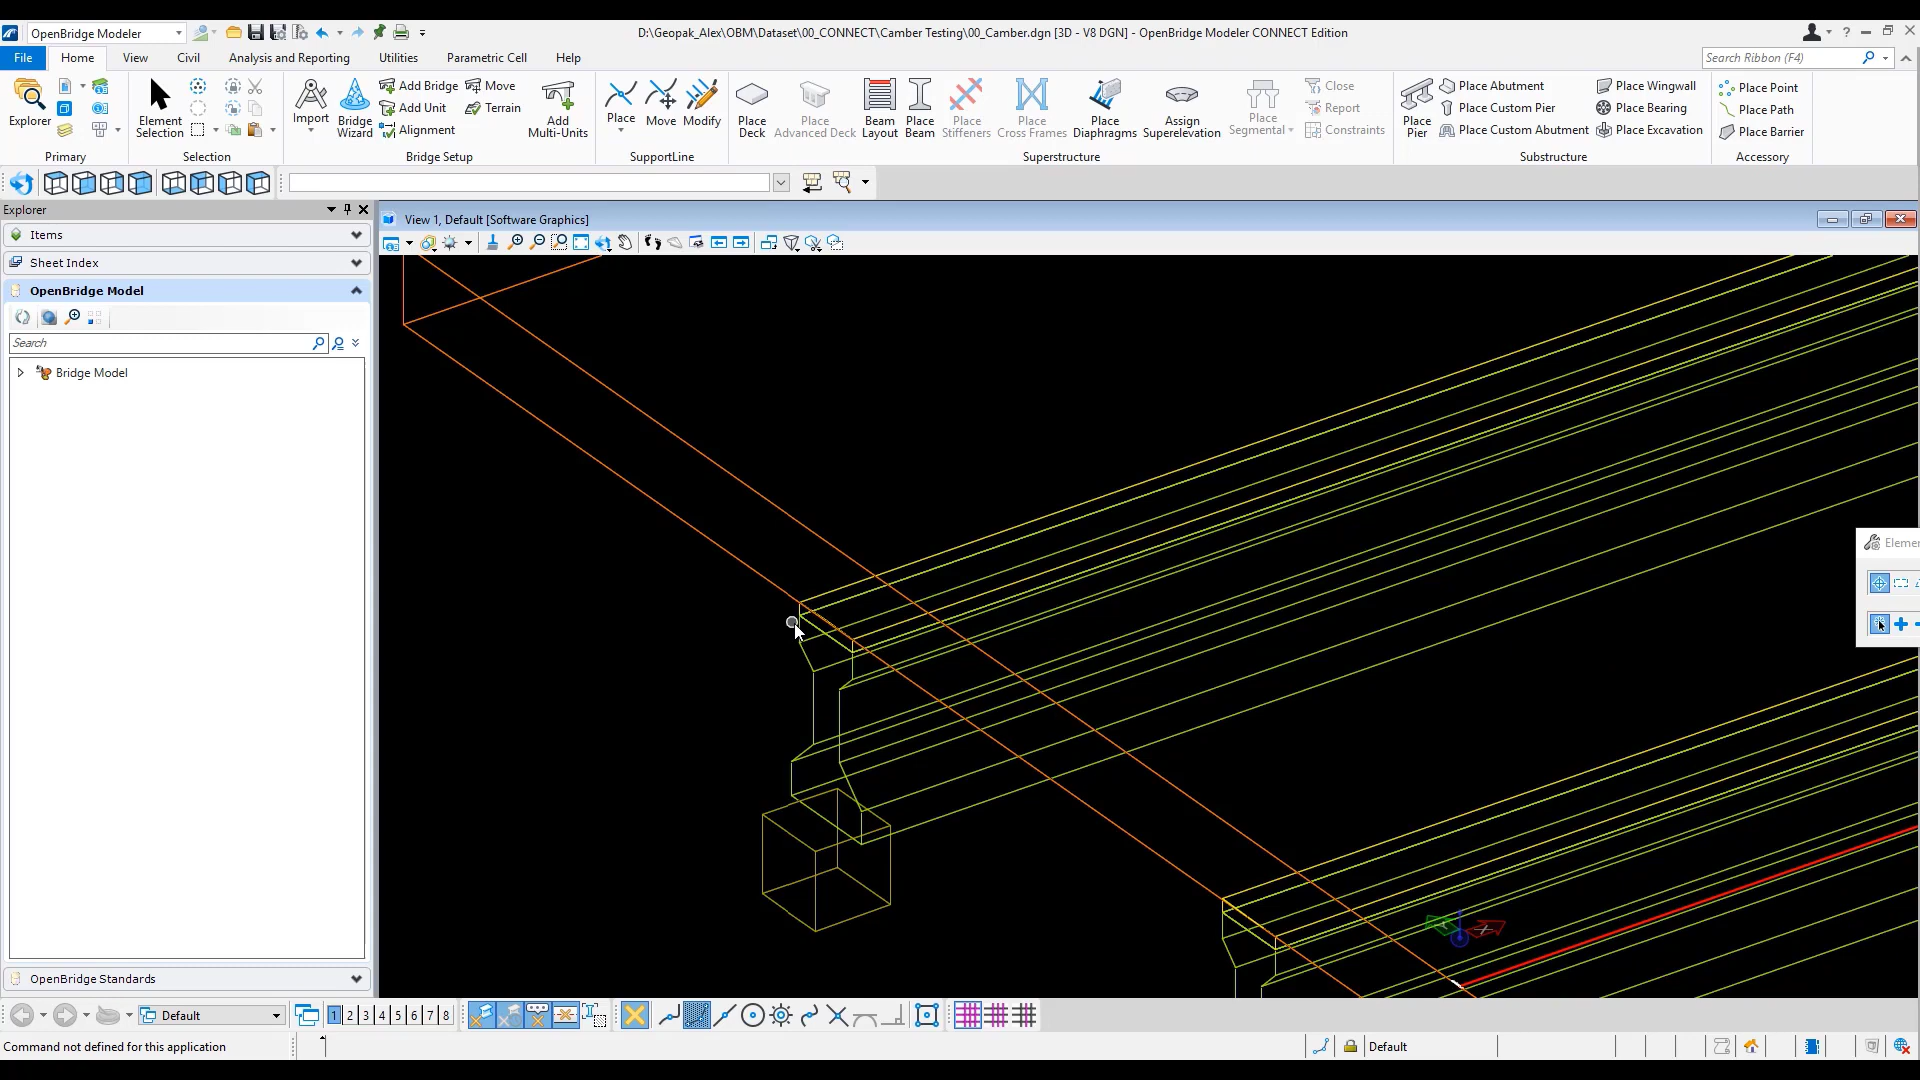 OpenBridge Modeler
D:\Geopak_Alex\OBM\Dataset\00_CONNECT\Camber Testing\00_Camber.dgn [3D - V8 DGN] - OpenBridge Modeler CONNECT Edition
File Home View Civil Analysis and Reporting Utilities Parametric Cell Help
Search Ribbon (F4)
Explorer
Element Selection
Import
Bridge Wizard
Add Bridge
Add Unit
Alignment
Move
Terrain
Add Multi-Units
Place
Move
Modify
Place Deck
Place Advanced Deck
Beam Layout
Place Beam
Place Stiffeners
Place Cross Frames
Place Diaphragms
Assign Superelevation
Place Segmental
Close
Report
Constraints
Place Pier
Place Abutment
Place Custom Pier
Place Custom Abutment
Place Wingwall
Place Bearing
Place Excavation
Place Point
Place Path
Place Barrier
Primary Selection Bridge Setup SupportLine Superstructure Substructure Accessory
Explorer
View 1, Default [Software Graphics]
Items
Sheet Index
OpenBridge Model
Search
Bridge Model
Elemen
X
OpenBridge Standards
Default
1 2 3 4 5 6 7 8
Command not defined for this application
Default